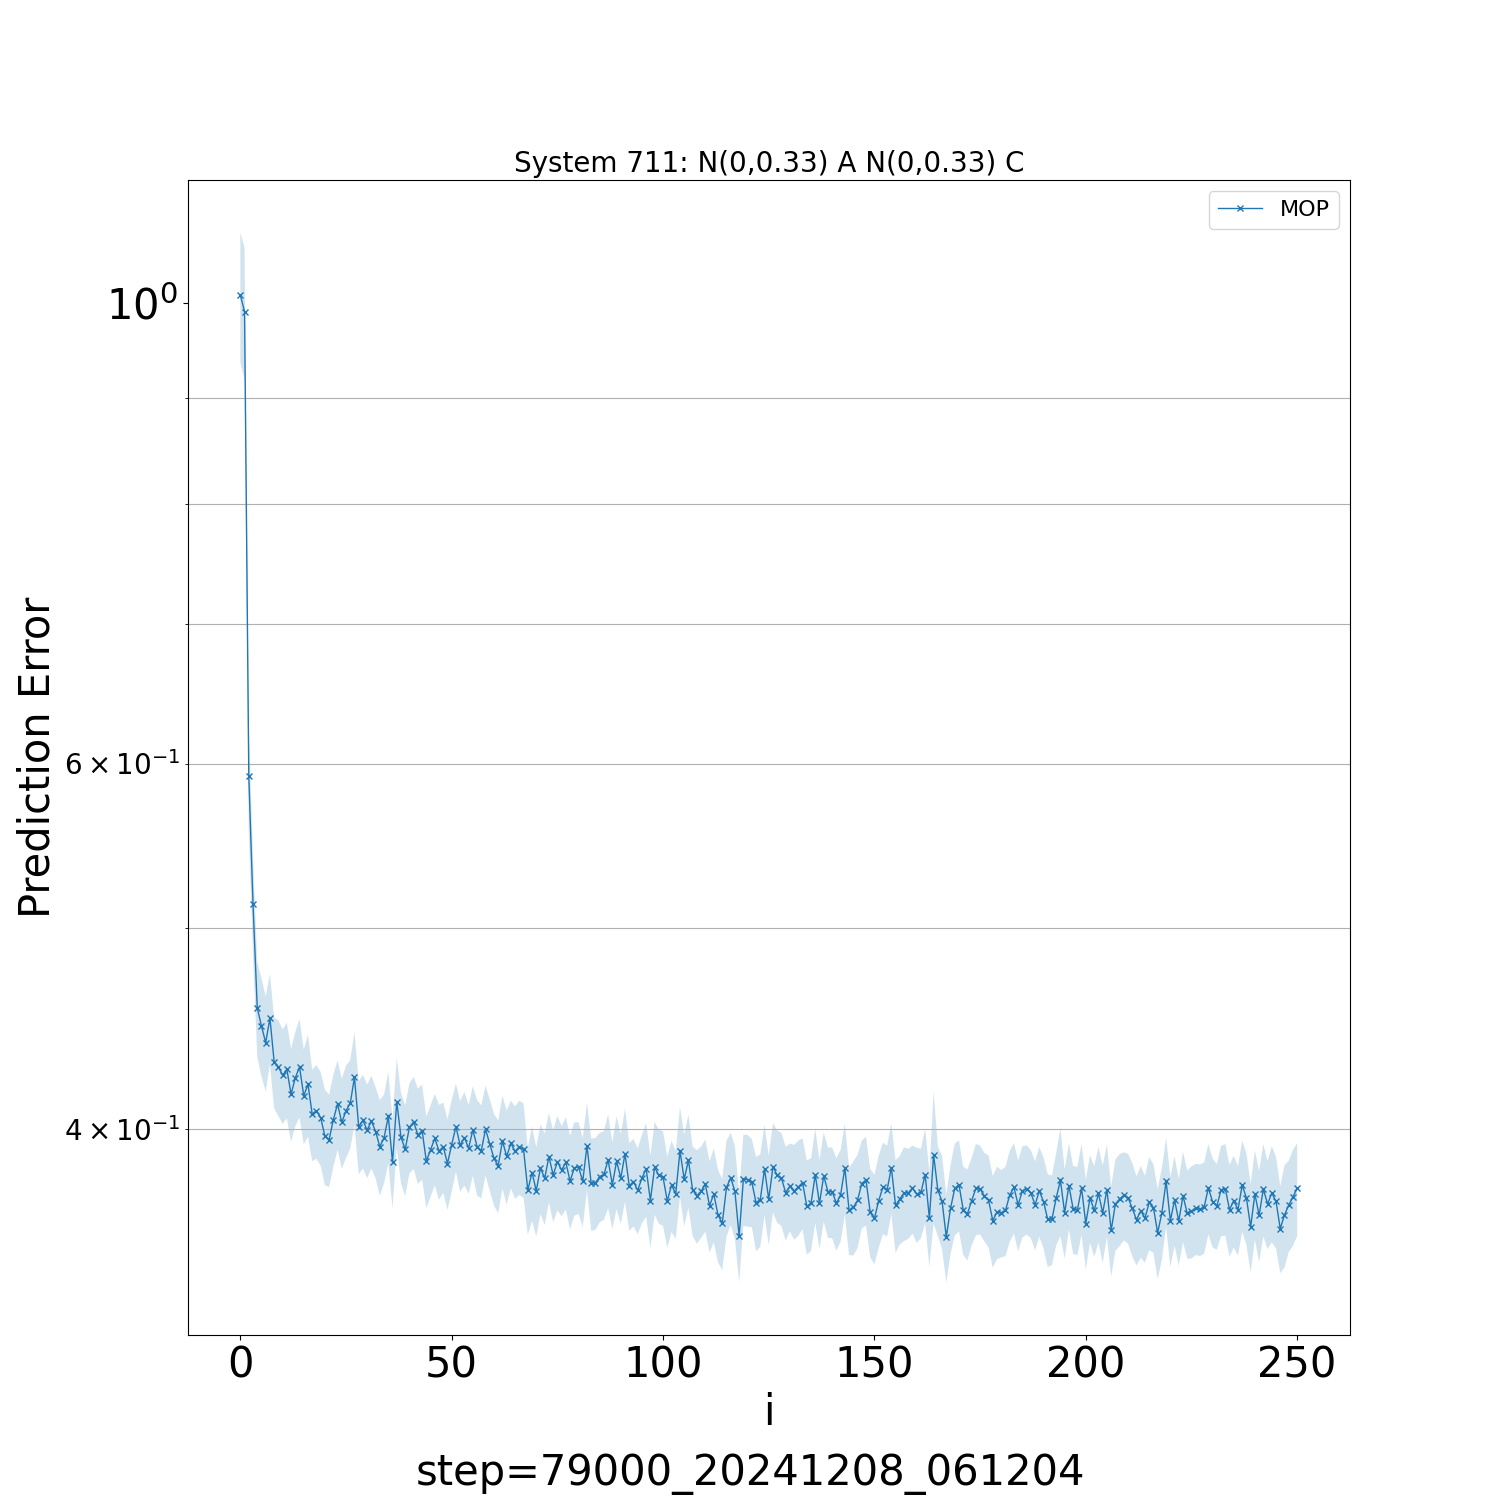 System 711: N(0,0.33) A N(0,0.33) C
MOP
10⁰
6 × 10⁻¹
4 × 10⁻¹
Prediction Error
0 50 100 150 200 250
i
step=79000_20241208_061204